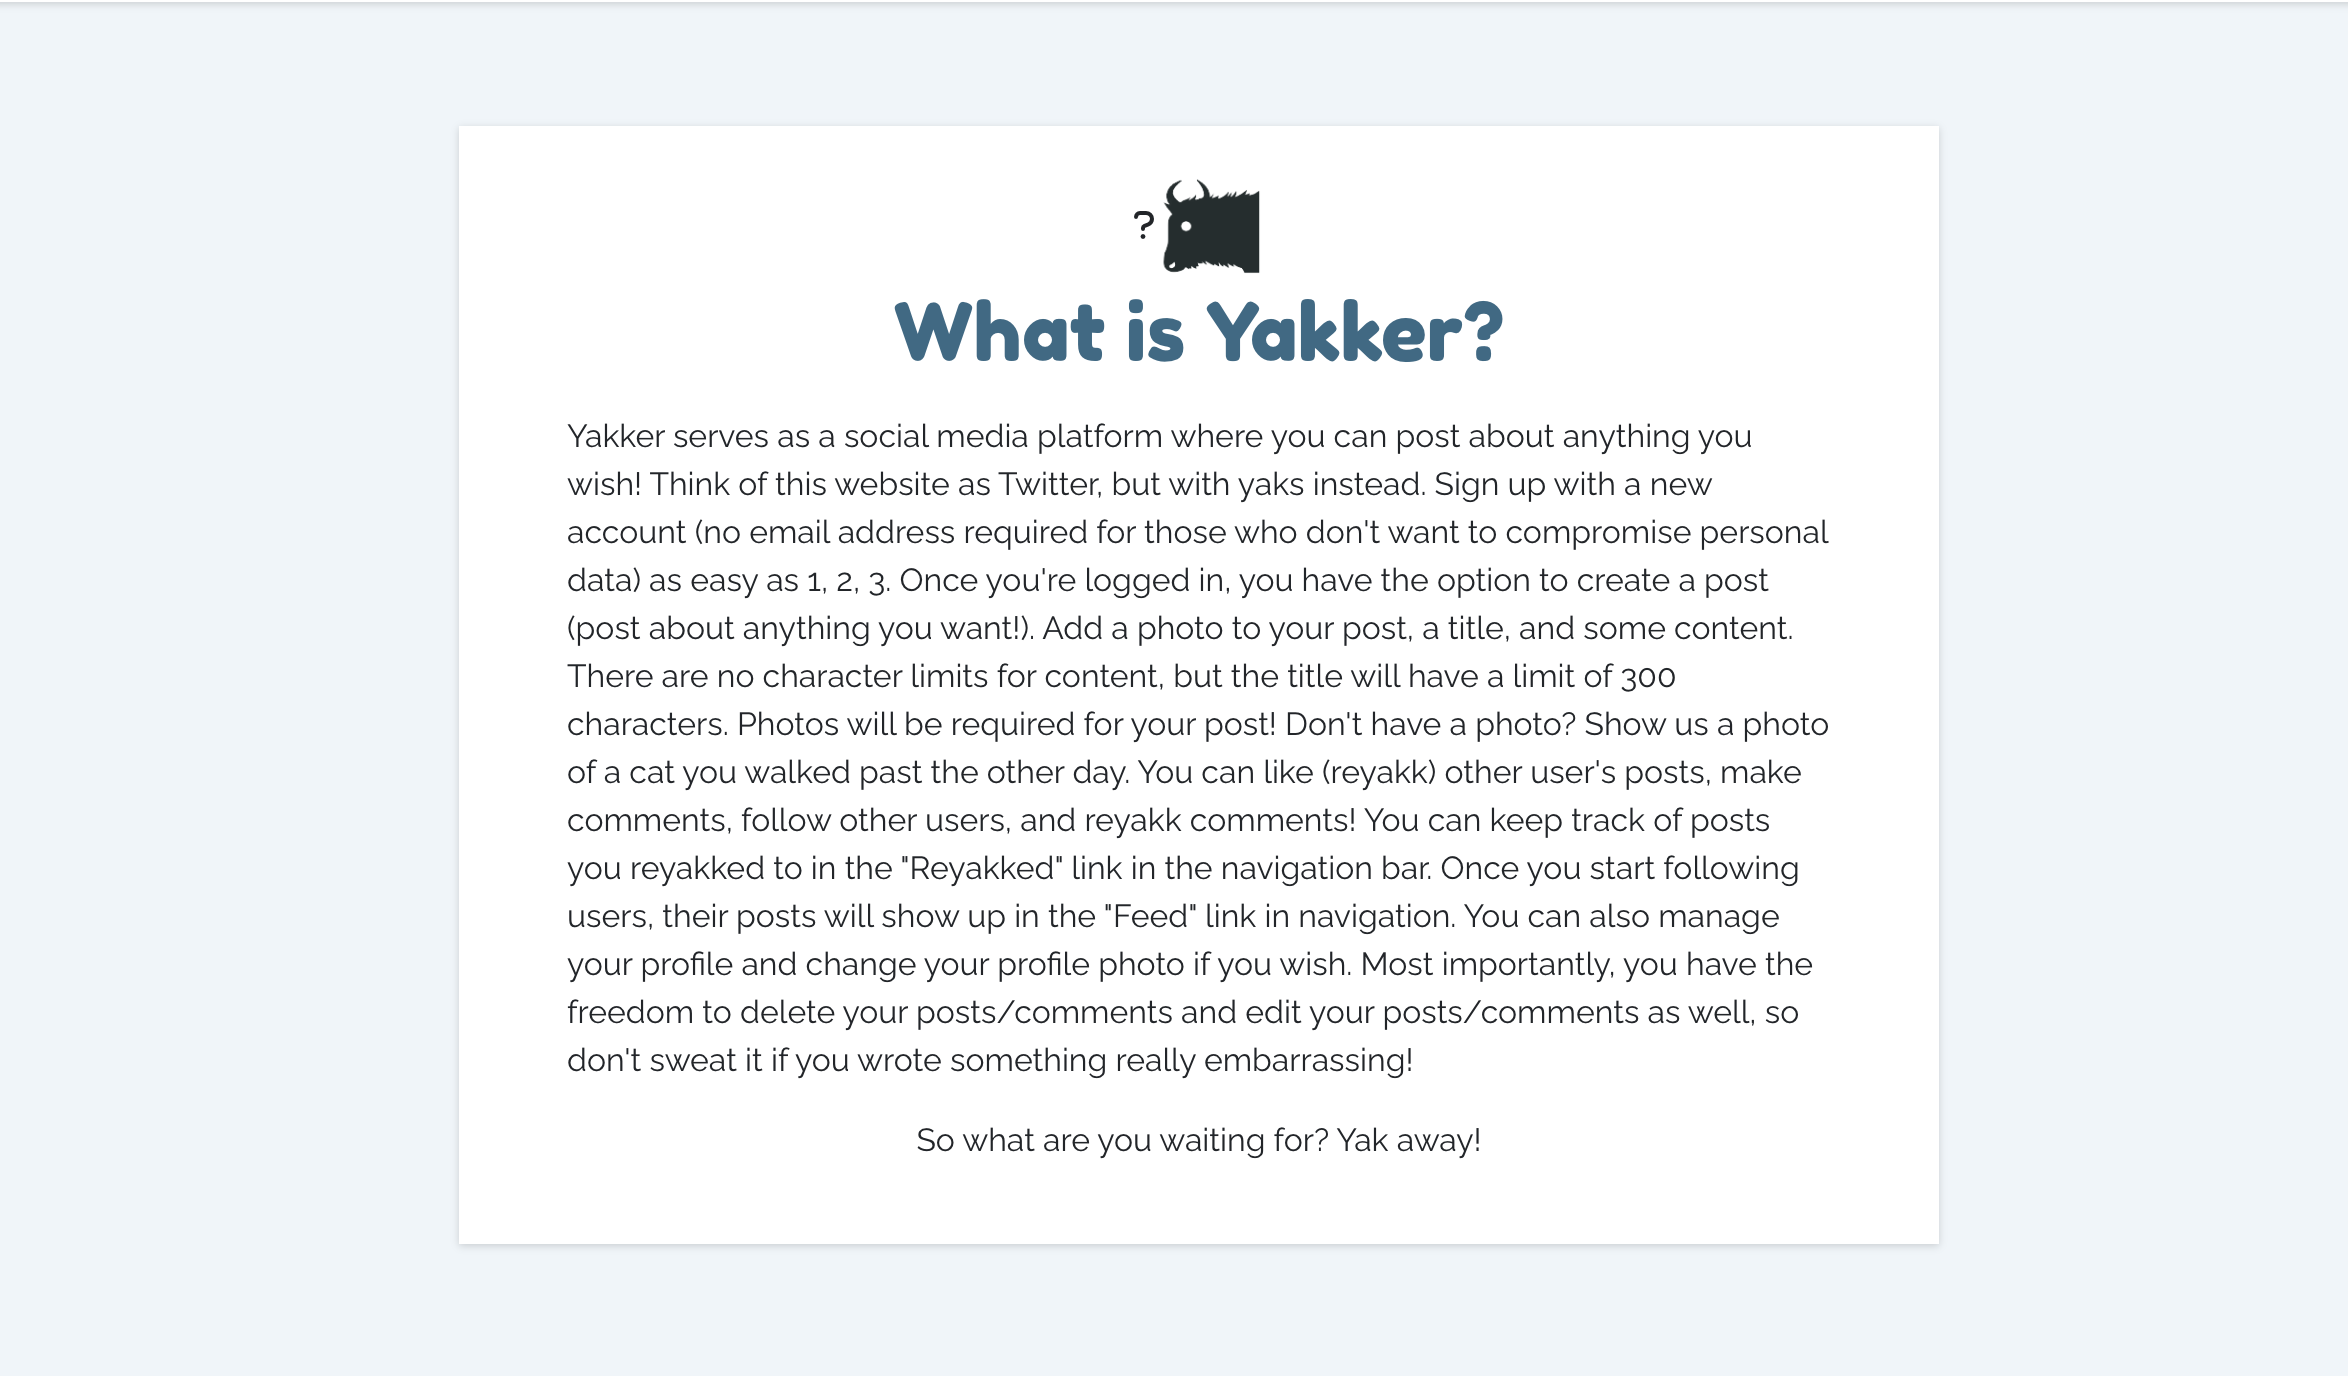 ?
What is Yakker?
Yakker serves as a social media platform where you can post about anything you
wish! Think of this website as Twitter, but with yaks instead. Sign up with a new
account (no email address required for those who don't want to compromise personal
data) as easy as 1, 2, 3. Once you're logged in, you have the option to create a post
(post about anything you want!). Add a photo to your post, a title, and some content.
There are no character limits for content, but the title will have a limit of 300
characters. Photos will be required for your post! Don't have a photo? Show us a photo
of a cat you walked past the other day. You can like (reyakk) other user's posts, make
comments, follow other users, and reyakk comments! You can keep track of posts
you reyakked to in the "Reyakked" link in the navigation bar. Once you start following
users, their posts will show up in the "Feed" link in navigation. You can also manage
your profile and change your profile photo if you wish. Most importantly, you have the
freedom to delete your posts/comments and edit your posts/comments as well, so
don't sweat it if you wrote something really embarrassing!
So what are you waiting for? Yak away!